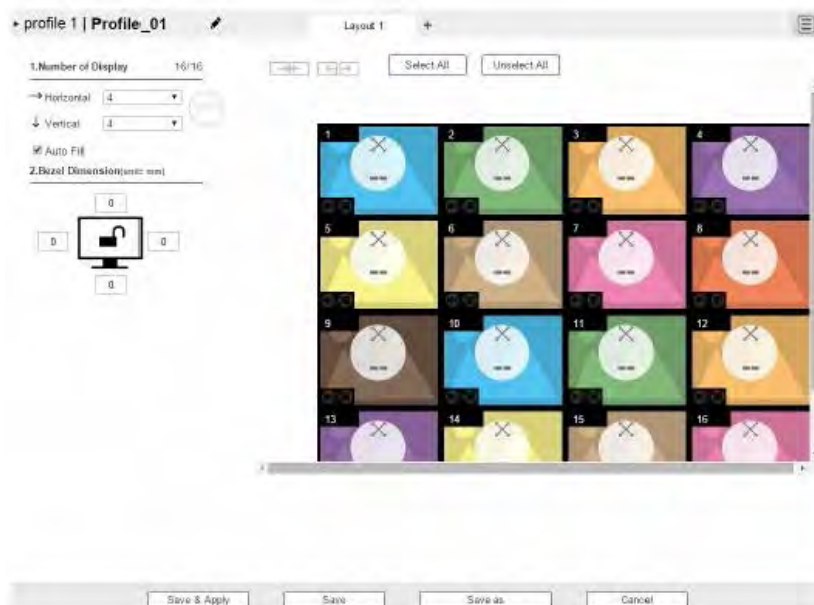 profile 1 | Profile_01
Layout 1 +
1.Number of Display 16/16
Select All Unselect All
Horizontal 4
Vertical 4
Auto Fill
2.Bezel Dimension(unit: mm)
0
0 0
0
1 2 3 4
5 6 7 8
9 10 11 12
13 14 15 16
Save & Apply Save Save as Cancel